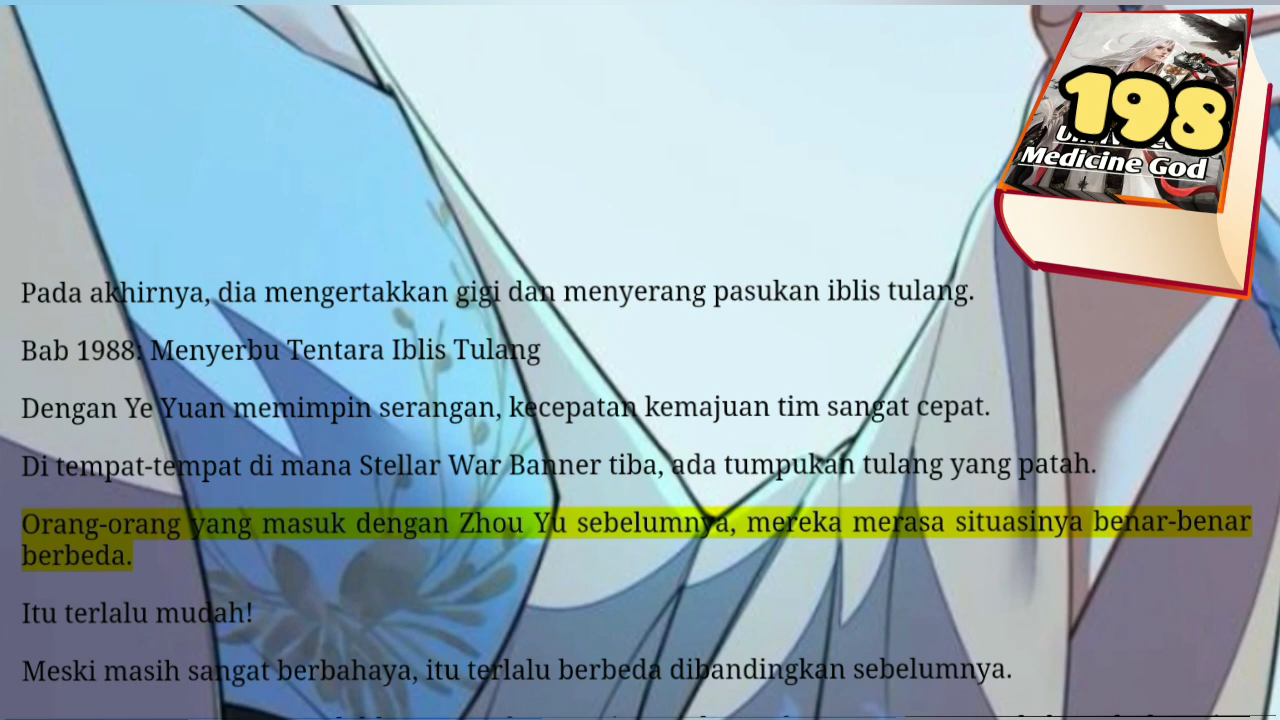 198
Medicine God
Pada akhirnya, dia mengertakkan gigi dan menyerang pasukan iblis tulang.
Bab 1988: Menyerbu Tentara Iblis Tulang
Dengan Ye Yuan memimpin serangan, kecepatan kemajuan tim sangat cepat.
Di tempat-tempat di mana Stellar War Banner tiba, ada tumpukan tulang yang patah.
Orang-orang yang masuk dengan Zhou Yu sebelumnya, mereka merasa situasinya benar-benar
berbeda.
Itu terlalu mudah!
Meski masih sangat berbahaya, itu terlalu berbeda dibandingkan sebelumnya.